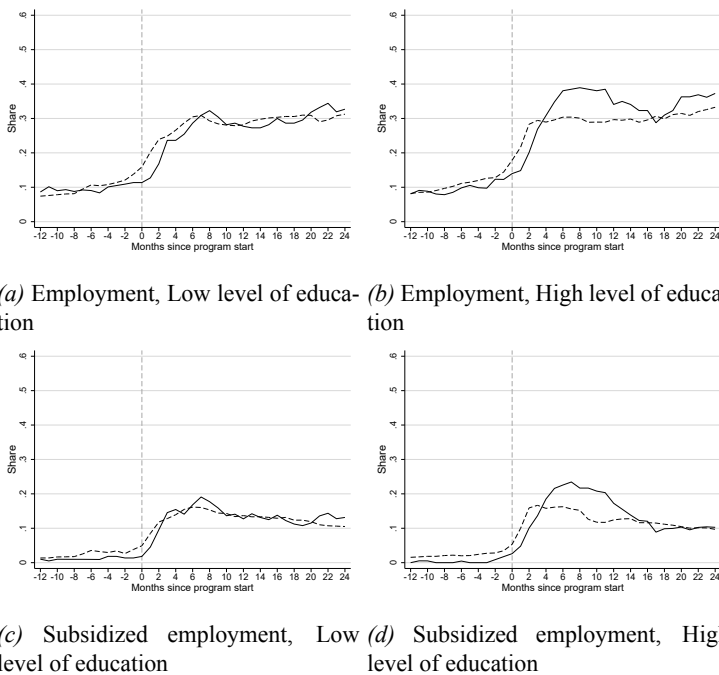 .6 .6
.5 .5
.4 .4
.3 .3
.2 .2
.1 .1
0 0
Share Share
-12 -10 -8 -6 -4 -2 0 2 4 6 8 10 12 14 16 18 20 22 24 -12 -10 -8 -6 -4 -2 0 2 4 6 8 10 12 14 16 18 20 22 24
Months since program start Months since program start
(a) Employment, Low level of educa- (b) Employment, High level of educa
tion tion
.6 .6
.5 .5
.4 .4
.3 .3
.2 .2
.1 .1
0 0
Share Share
-12 -10 -8 -6 -4 -2 0 2 4 6 8 10 12 14 16 18 20 22 24 -12 -10 -8 -6 -4 -2 0 2 4 6 8 10 12 14 16 18 20 22 24
Months since program start Months since program start
(c) Subsidized employment, Low (d) Subsidized employment, High
level of education level of education